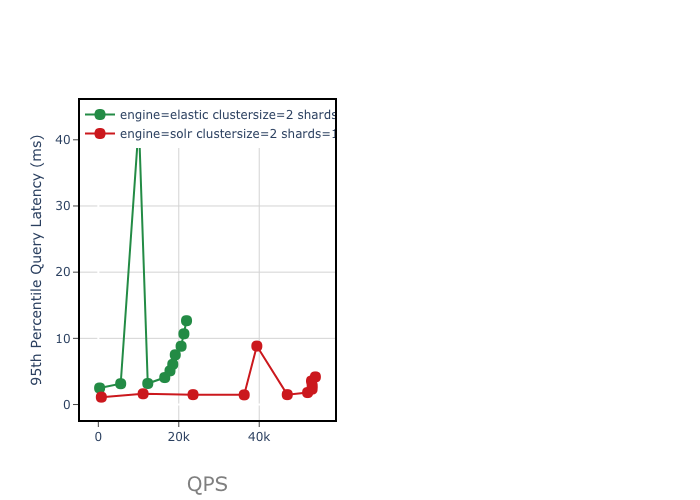 engine=elastic clustersize=2 shards
engine=solr clustersize=2 shards=1
95th Percentile Query Latency (ms)
40
30
20
10
0
0 20k 40k
QPS